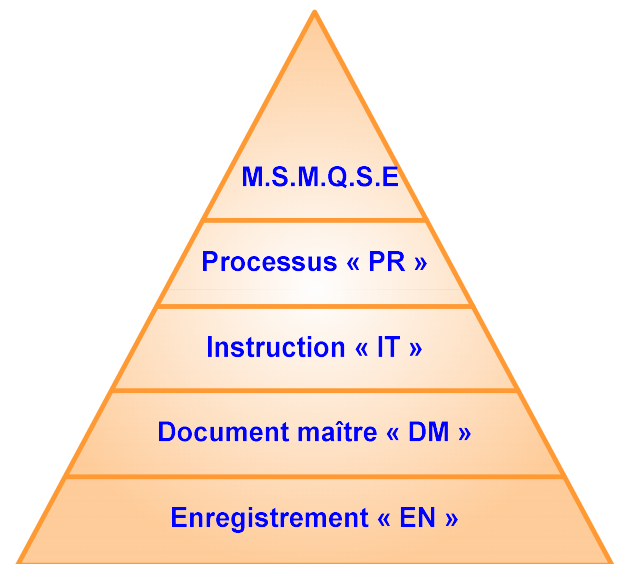 M.S.M.Q.S.E
Processus « PR »
Instruction « IT »
Document maître « DM »
Enregistrement « EN »